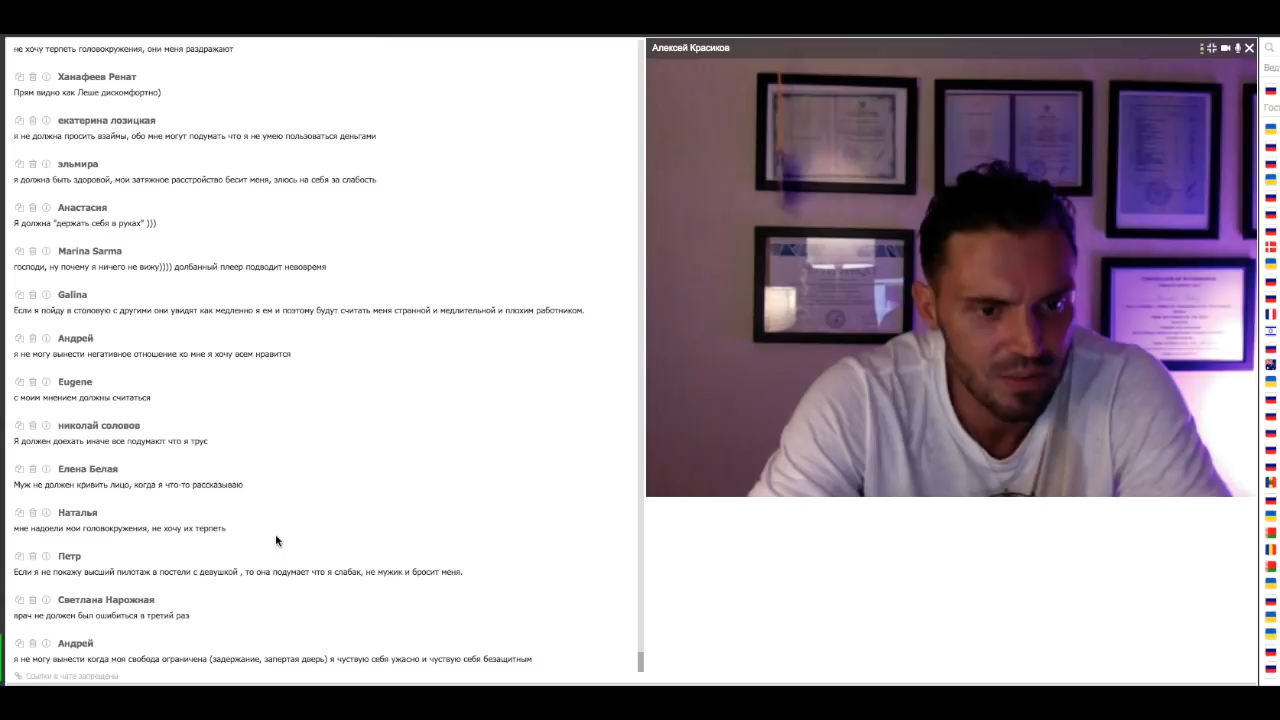 не хочу терпеть головокружения, они меня раздражают
Ханафеев Ренат
Прям видно как Леше дискомфортно)
екатерина лозицкая
я не должна просить взаймы, обо мне могут подумать что я не умею пользоваться деньгами
эльмира
я должна быть здоровой, мои затяжное расстройство бесит меня, злюсь на себя за слабость
Анастасия
Я должна "держать себя в руках" )))
Marina Sarma
господи, ну почему я ничего не вижу)))) долбанный плеер подводит невовремя
Galina
Если я пойду в столовую с другими они увидят как медленно я ем и поэтому будут считать меня странной и медлительной и плохим работником.
Андрей
я не могу вынести негативное отношение ко мне я хочу всем нравится
Eugene
с моим мнением должны считаться
николай соловов
Я должен доехать иначе все подумают что я трус
Елена Белая
Муж не должен кривить лицо, когда я что-то рассказываю
Наталья
мне надоели мои головокружения, не хочу их терпеть
Петр
Если я не покажу высший пилотаж в постели с девушкой , то она подумает что я слабак, не мужик и бросит меня.
Светлана Нарожная
врач не должен был ошибиться в третий раз
Андрей
я не могу вынести когда моя свобода ограничена (задержание, запертая дверь) я чуствую себя ужасно и чуствую себя безащитным
Ссылки в чате запрещены
Алексей Красиков
Вед
Гост